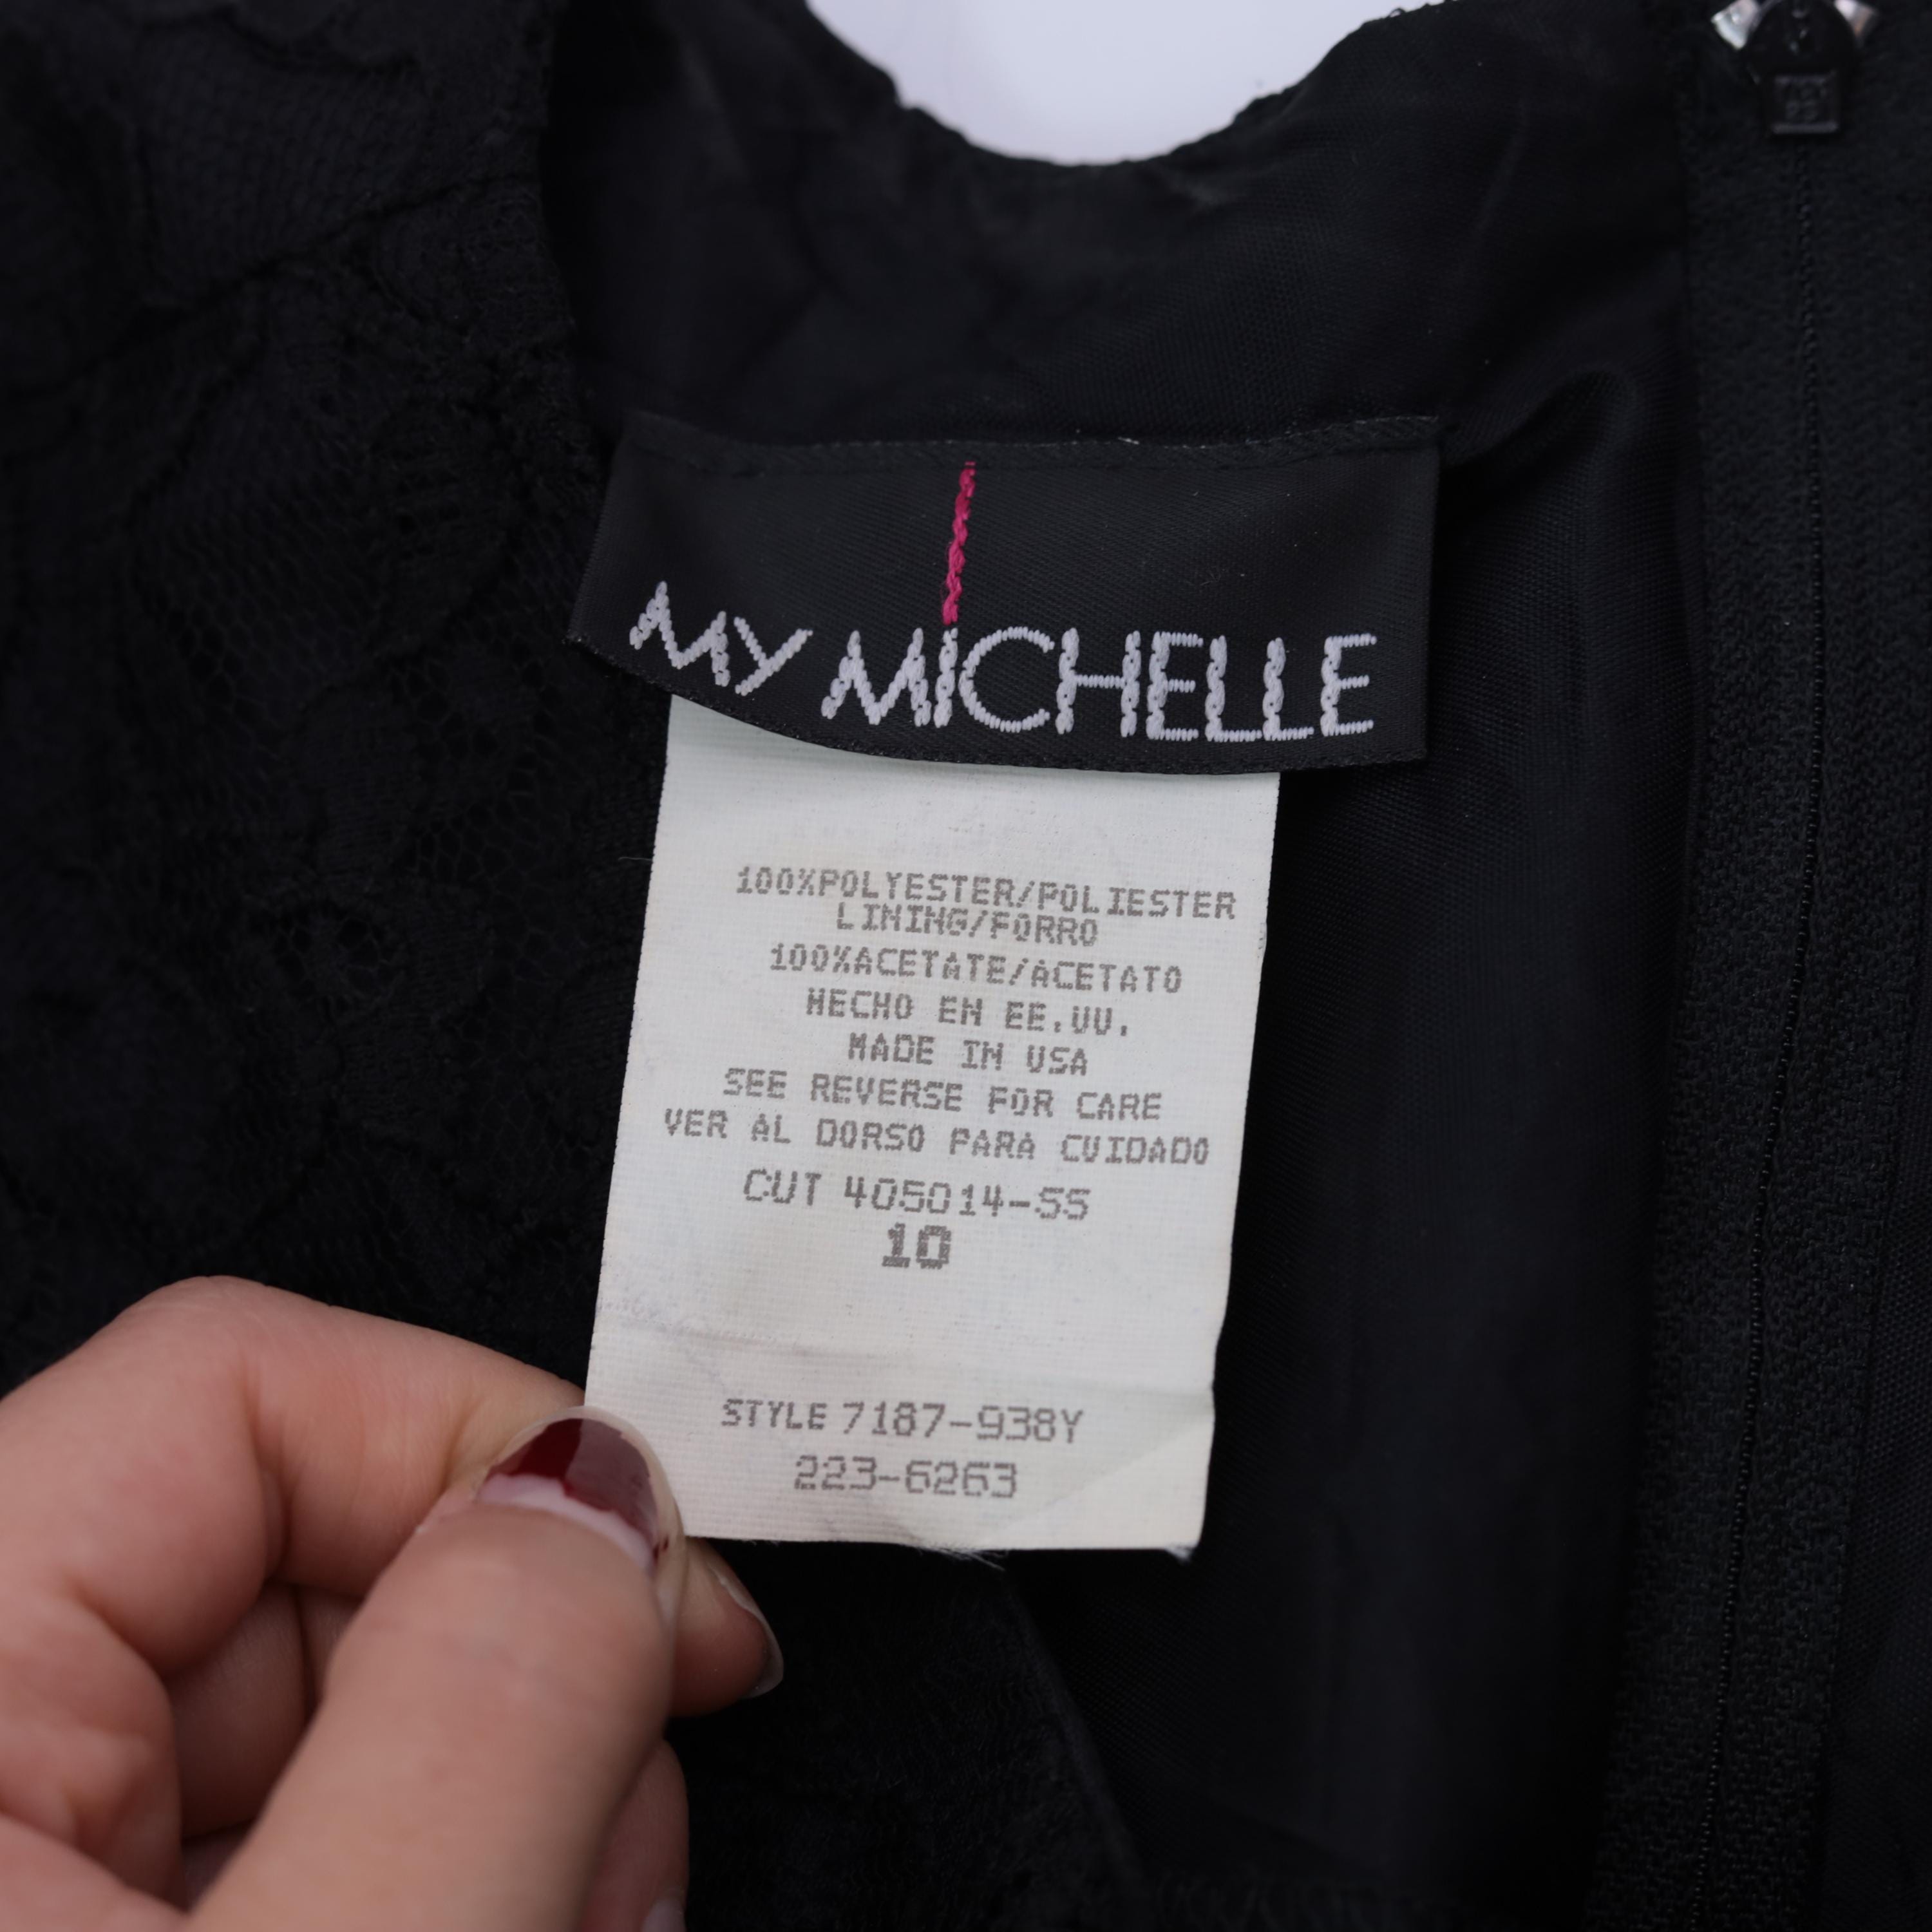 MY MICHELLE
100%POLYESTER/POLIESTER
LINING/FORRO
100%ACETATE/ACETATO
HECHO EN EE.UU.
MADE IN USA
SEE REVERSE FOR CARE
VER AL DORSO PARA CUIDADO
CUT 405014-SS
10
STYLE 7187-938Y
223-6263